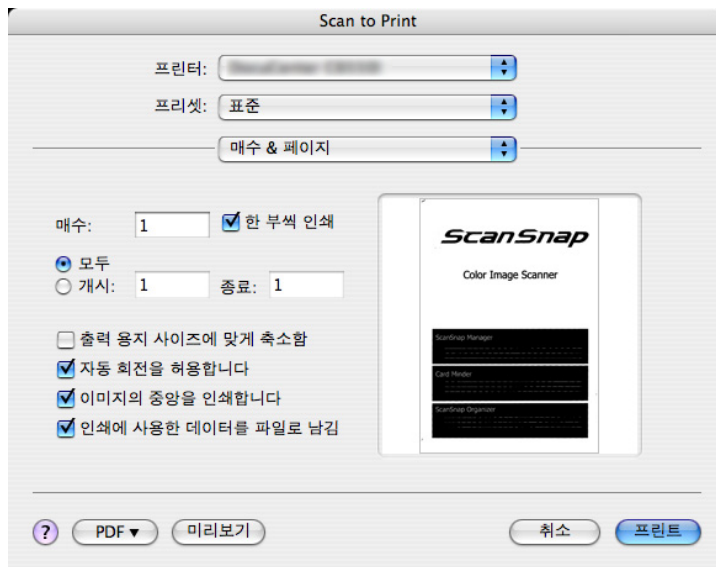 Scan to Print
프린터:
프리셋: 표준
매수 & 페이지
매수: 1 한 부씩 인쇄
모두
개시: 1 종료: 1
출력 용지 사이즈에 맞게 축소함
자동 회전을 허용합니다
이미지의 중앙을 인쇄합니다
인쇄에 사용한 데이터를 파일로 남김
ScanSnap
Color Image Scanner
ScanSnap Manager
Card Minder
ScanSnap Organizer
? PDF▼ 미리보기 취소 프린트